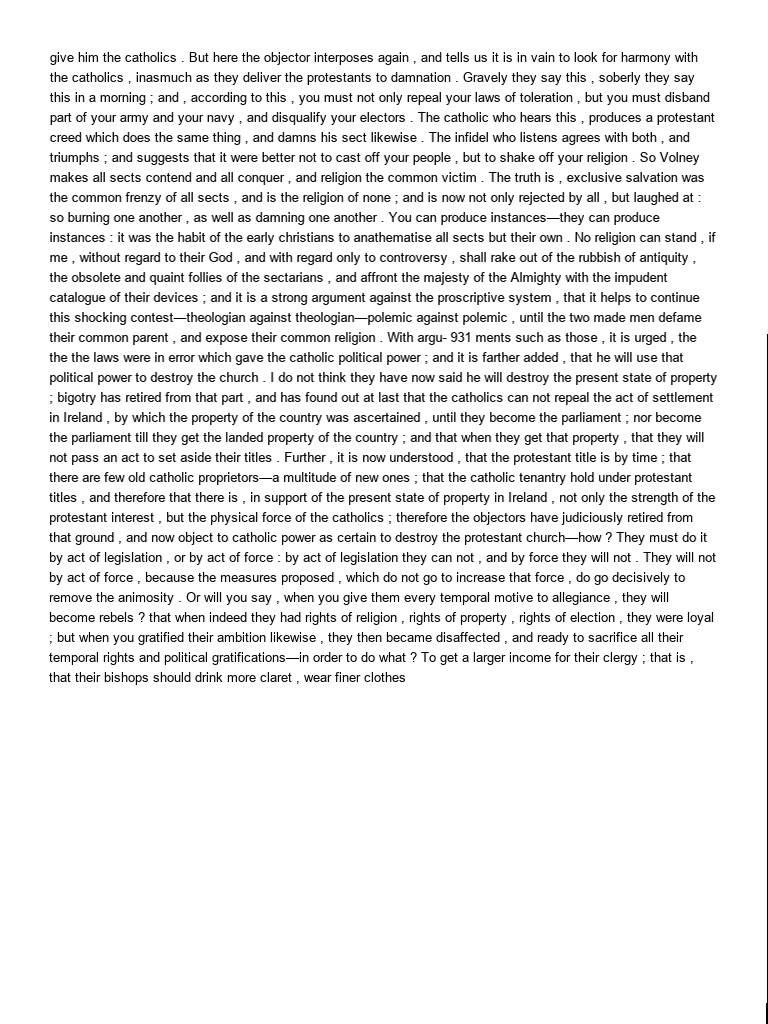 give him the catholics . But here the objector interposes again , and tells us it is in vain to look for harmony with
the catholics , inasmuch as they deliver the protestants to damnation . Gravely they say this , soberly they say
this in a morning ; and , according to this , you must not only repeal your laws of toleration , but you must disband
part of your army and your navy , and disqualify your electors . The catholic who hears this , produces a protestant
creed which does the same thing , and damns his sect likewise . The infidel who listens agrees with both , and
triumphs ; and suggests that it were better not to cast off your people , but to shake off your religion . So Volney
makes all sects contend and all conquer , and religion the common victim . The truth is , exclusive salvation was
the common frenzy of all sects , and is the religion of none ; and is now not only rejected by all , but laughed at :
so burning one another , as well as damning one another . You can produce instances—they can produce
instances : it was the habit of the early christians to anathematise all sects but their own . No religion can stand , if
me , without regard to their God , and with regard only to controversy , shall rake out of the rubbish of antiquity ,
the obsolete and quaint follies of the sectarians , and affront the majesty of the Almighty with the impudent
catalogue of their devices ; and it is a strong argument against the proscriptive system , that it helps to continue
this shocking contest—theologian against theologian—polemic against polemic , until the two made men defame
their common parent , and expose their common religion . With argu- 931 ments such as those , it is urged , the
the the laws were in error which gave the catholic political power ; and it is farther added , that he will use that
political power to destroy the church . I do not think they have now said he will destroy the present state of property
; bigotry has retired from that part , and has found out at last that the catholics can not repeal the act of settlement
in Ireland , by which the property of the country was ascertained , until they become the parliament ; nor become
the parliament till they get the landed property of the country ; and that when they get that property , that they will
not pass an act to set aside their titles . Further , it is now understood , that the protestant title is by time ; that
there are few old catholic proprietors—a multitude of new ones ; that the catholic tenantry hold under protestant
titles , and therefore that there is , in support of the present state of property in Ireland , not only the strength of the
protestant interest , but the physical force of the catholics ; therefore the objectors have judiciously retired from
that ground , and now object to catholic power as certain to destroy the protestant church—how ? They must do it
by act of legislation , or by act of force : by act of legislation they can not , and by force they will not . They will not
by act of force , because the measures proposed , which do not go to increase that force , do go decisively to
remove the animosity . Or will you say , when you give them every temporal motive to allegiance , they will
become rebels ? that when indeed they had rights of religion , rights of property , rights of election , they were loyal
; but when you gratified their ambition likewise , they then became disaffected , and ready to sacrifice all their
temporal rights and political gratifications—in order to do what ? To get a larger income for their clergy ; that is ,
that their bishops should drink more claret , wear finer clothes